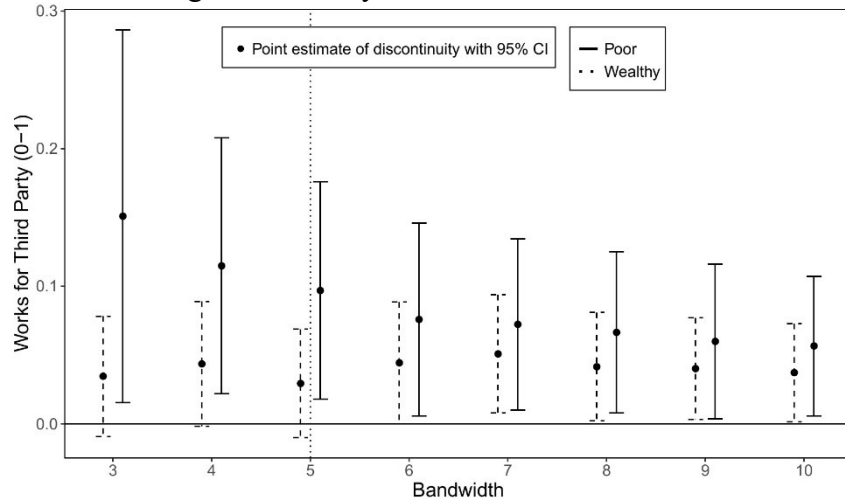 0.3
0.2
0.1
0.0
Works for Third Party (0−1)
Point estimate of discontinuity with 95% CI
Poor
Wealthy
3 4 5 6 7 8 9 10
Bandwidth